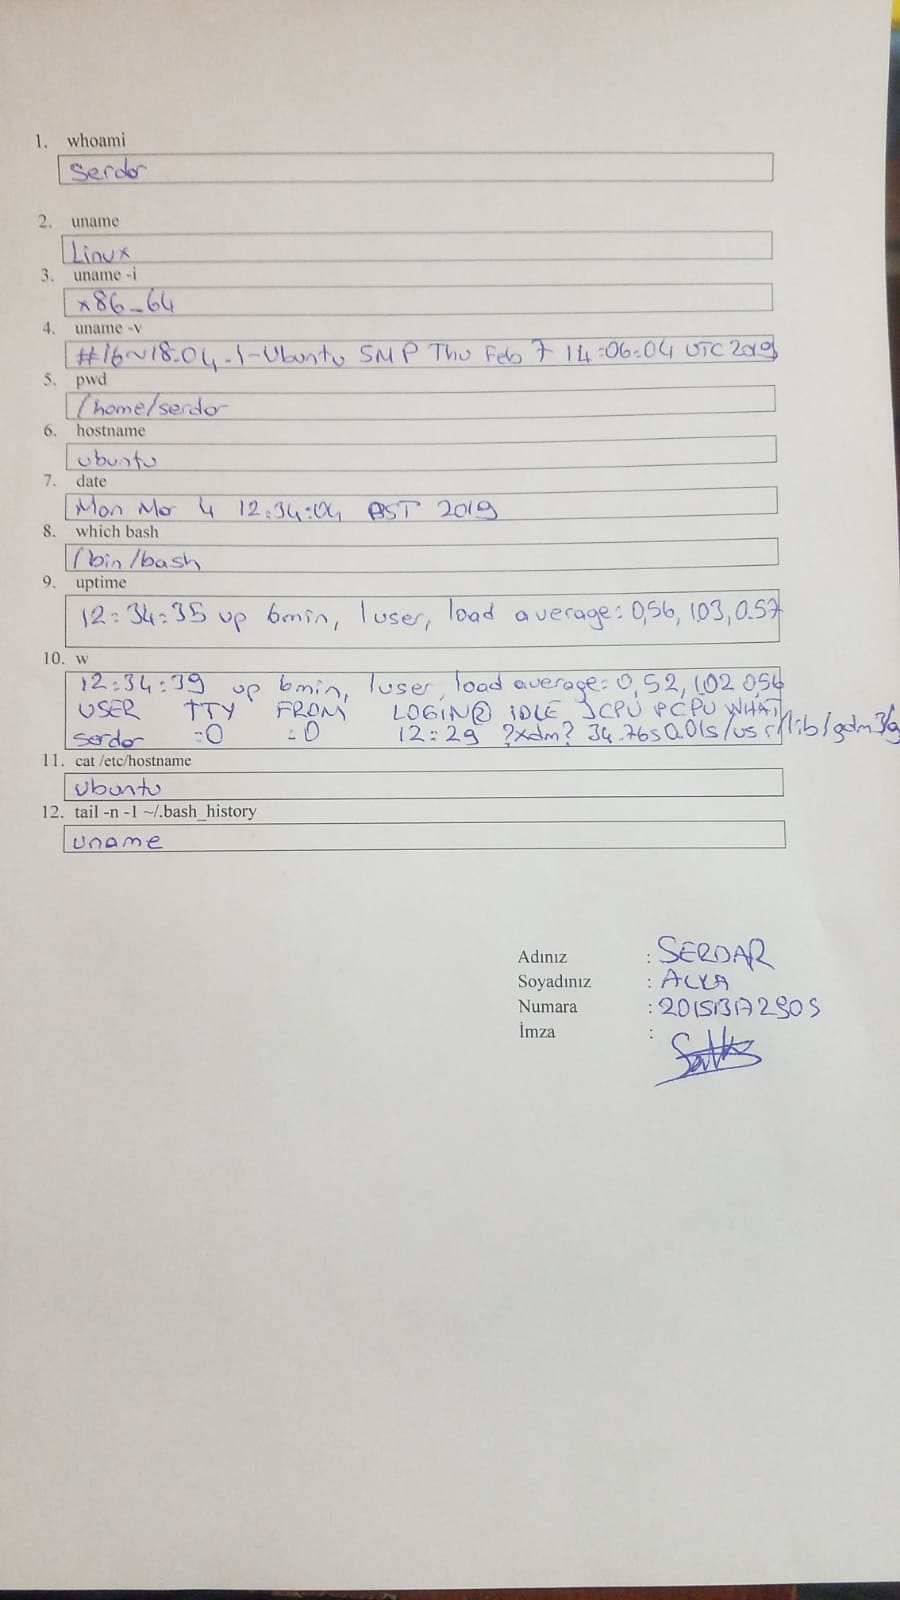 1. whoami
serdar
2. uname
Linux
3. uname -i
x86_64
4. uname -v
#16~18.04.1-Ubuntu SMP Thu Feb 7 14:06:04 UTC 2019
5. pwd
/home/serdar
6. hostname
ubuntu
7. date
Mon Mar 4 12:34:04 BST 2019
8. which bash
/bin/bash
9. uptime
12:34:35 up 6min, 1user, load average: 0,56, 1.03, 0.57
10. w
12:34:39 up 6min, 1user, load average: 0,52, 1.02 0.56
USER TTY FROM LOGIN@ IDLE JCPU PCPU WHAT
serdar :0 :0 12:29 ?xdm? 34.76s 0.01s /usr/lib/gdm3/g
11. cat /etc/hostname
ubuntu
12. tail -n -1 ~/.bash_history
uname
Adınız : SERDAR
Soyadınız :
Numara :
İmza :